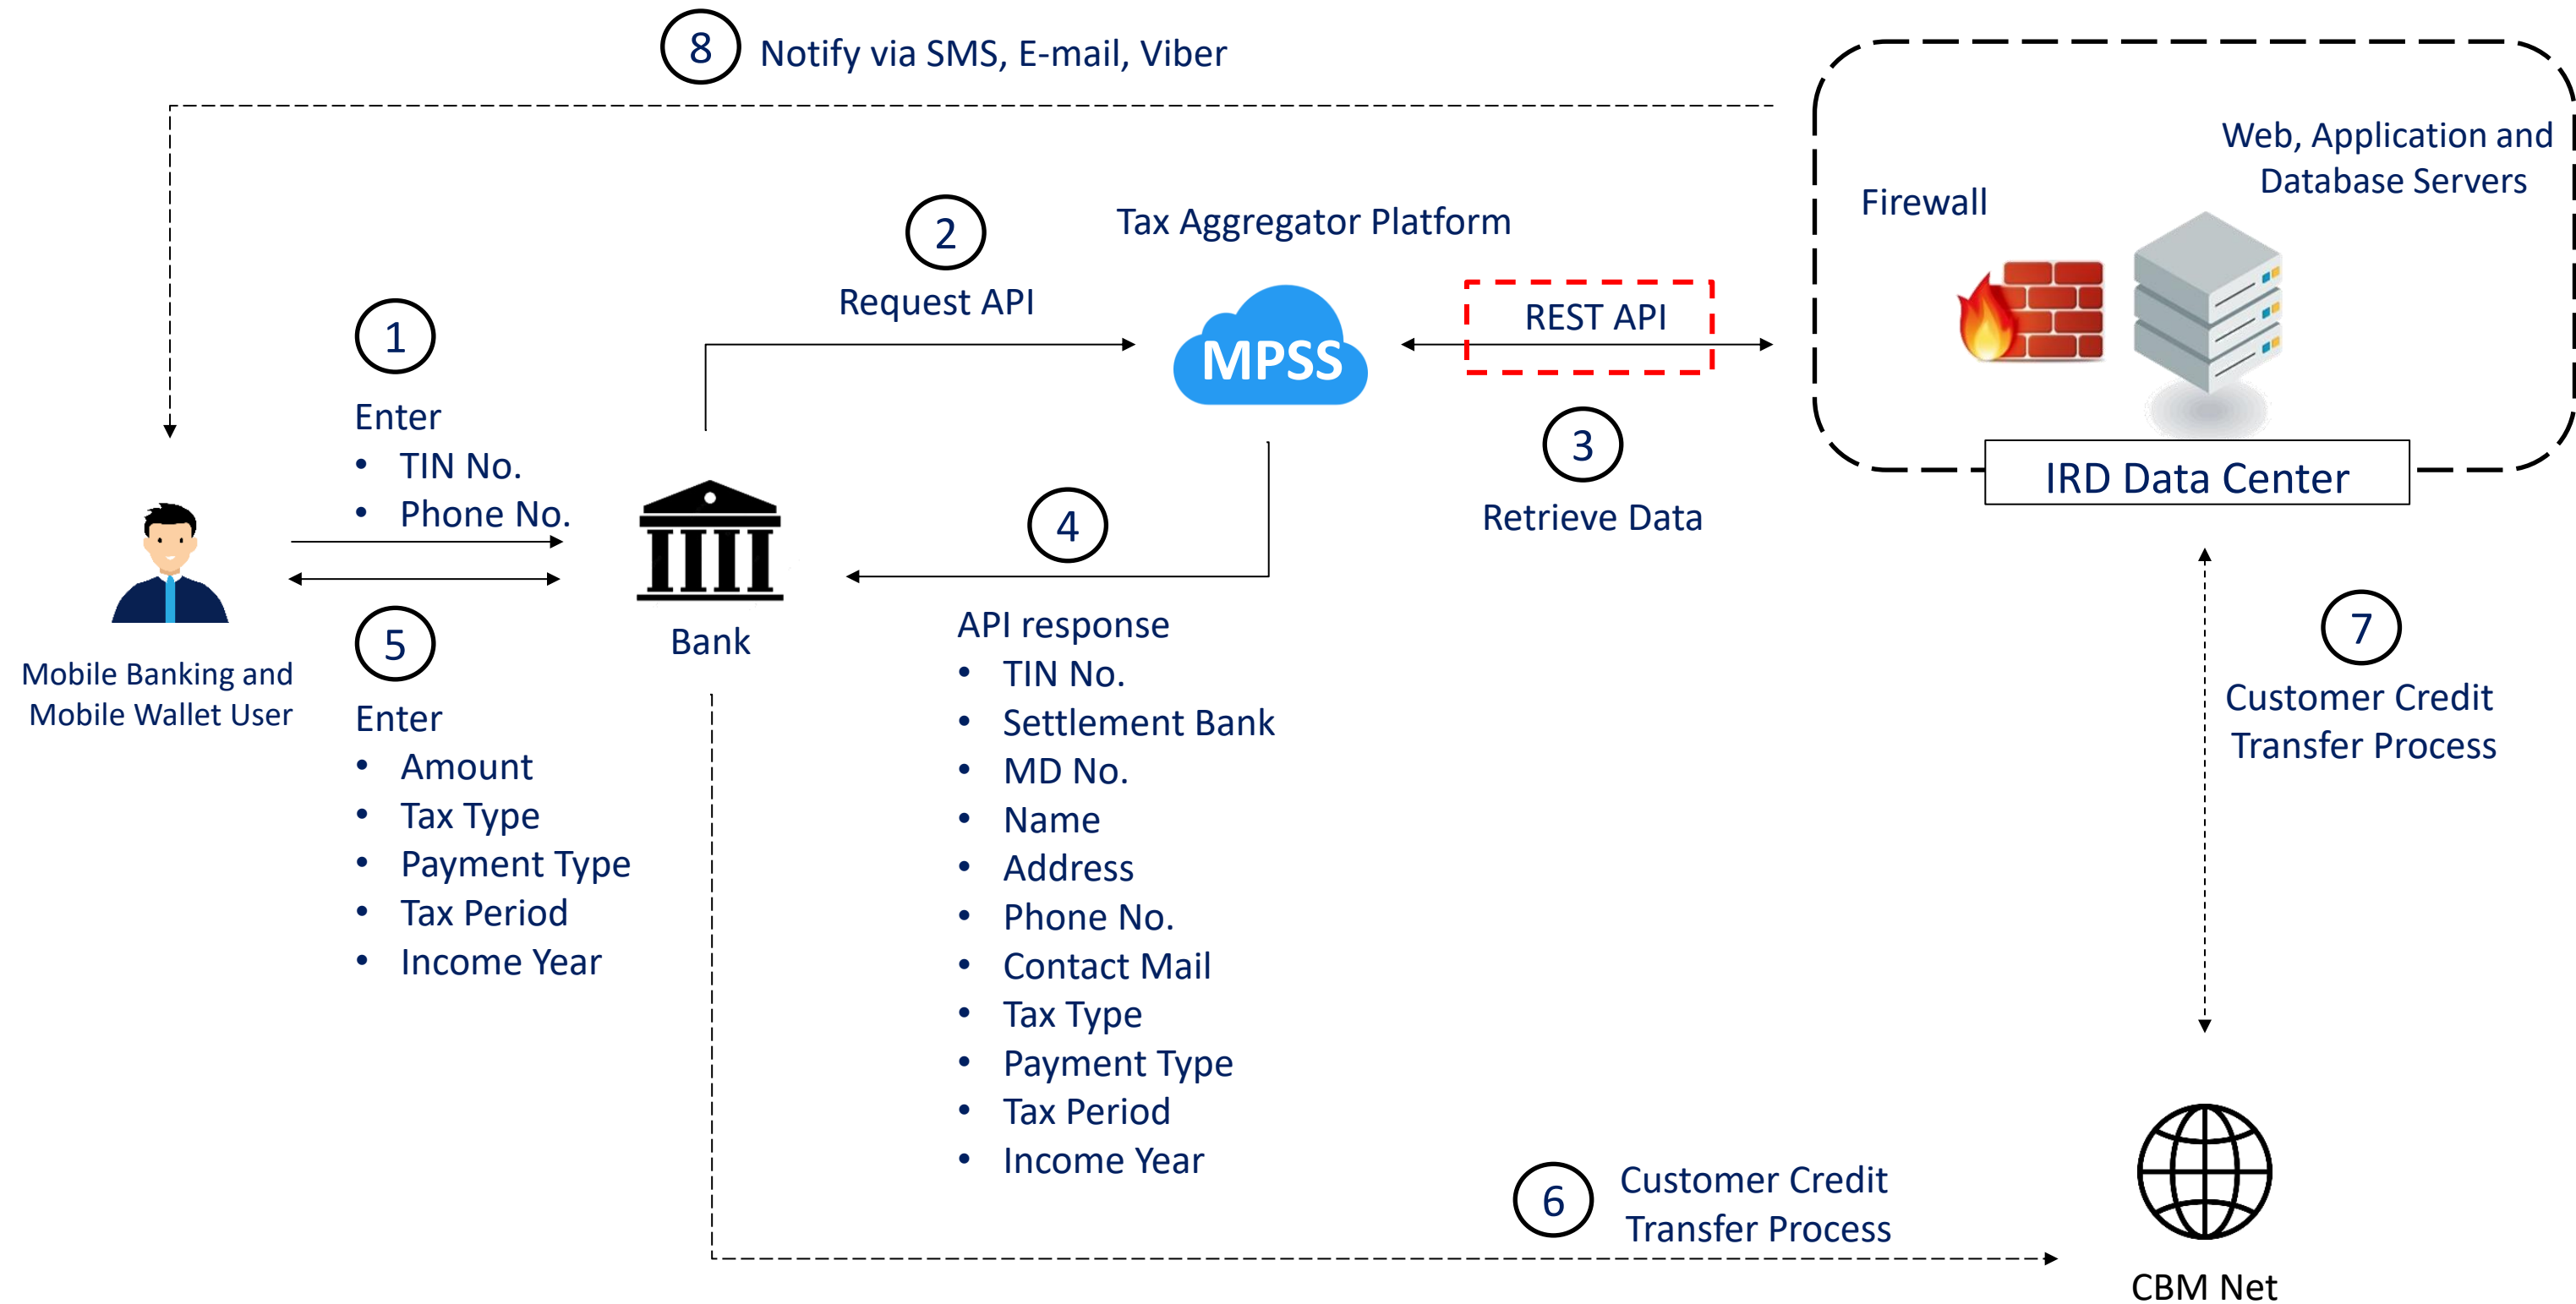 8
Notify via SMS, E-mail, Viber
Web, Application and
Database Servers
Firewall
2
Tax Aggregator Platform
Request API
REST API
MPSS
1
Enter
• TIN No.
• Phone No.
3
Retrieve Data
IRD Data Center
4
Mobile Banking and
Mobile Wallet User
5
Enter
• Amount
• Tax Type
• Payment Type
• Tax Period
• Income Year
Bank
API response
• TIN No.
• Settlement Bank
• MD No.
• Name
• Address
• Phone No.
• Contact Mail
• Tax Type
• Payment Type
• Tax Period
• Income Year
7
Customer Credit
Transfer Process
6
Customer Credit
Transfer Process
CBM Net